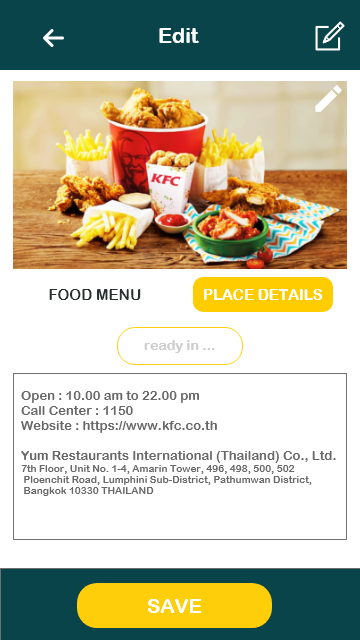 Edit
KFC
FOOD MENU
PLACE DETAILS
ready in ...
Open : 10.00 am to 22.00 pm
Call Center : 1150
Website : https://www.kfc.co.th
Yum Restaurants International (Thailand) Co., Ltd.
7th Floor, Unit No. 1-4, Amarin Tower, 496, 498, 500, 502
Ploenchit Road, Lumphini Sub-District, Pathumwan District,
Bangkok 10330 THAILAND
SAVE